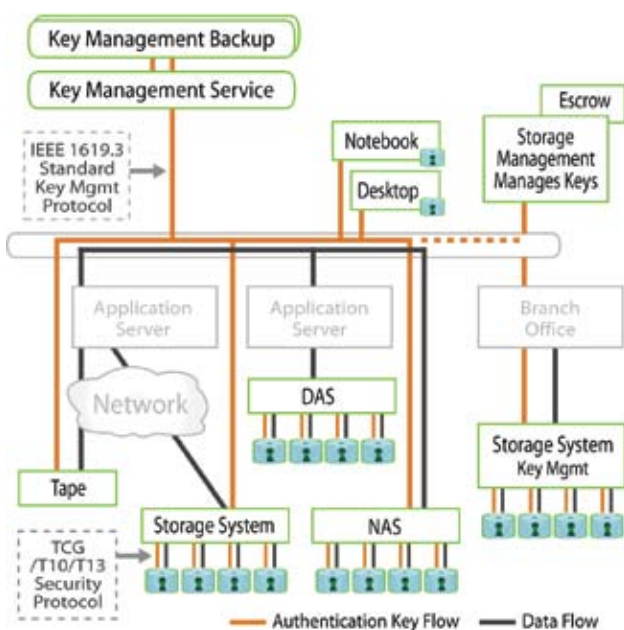 Key Management Backup
Key Management Service
IEEE 1619.3
Standard
Key Mgmt
Protocol
Notebook
Desktop
Escrow
Storage
Management
Manages Keys
Application
Server
Application
Server
Branch
Office
Network
DAS
Tape
Storage System
Key Mgmt
Storage System
NAS
TCG
/T10/T13
Security
Protocol
Authentication Key Flow
Data Flow